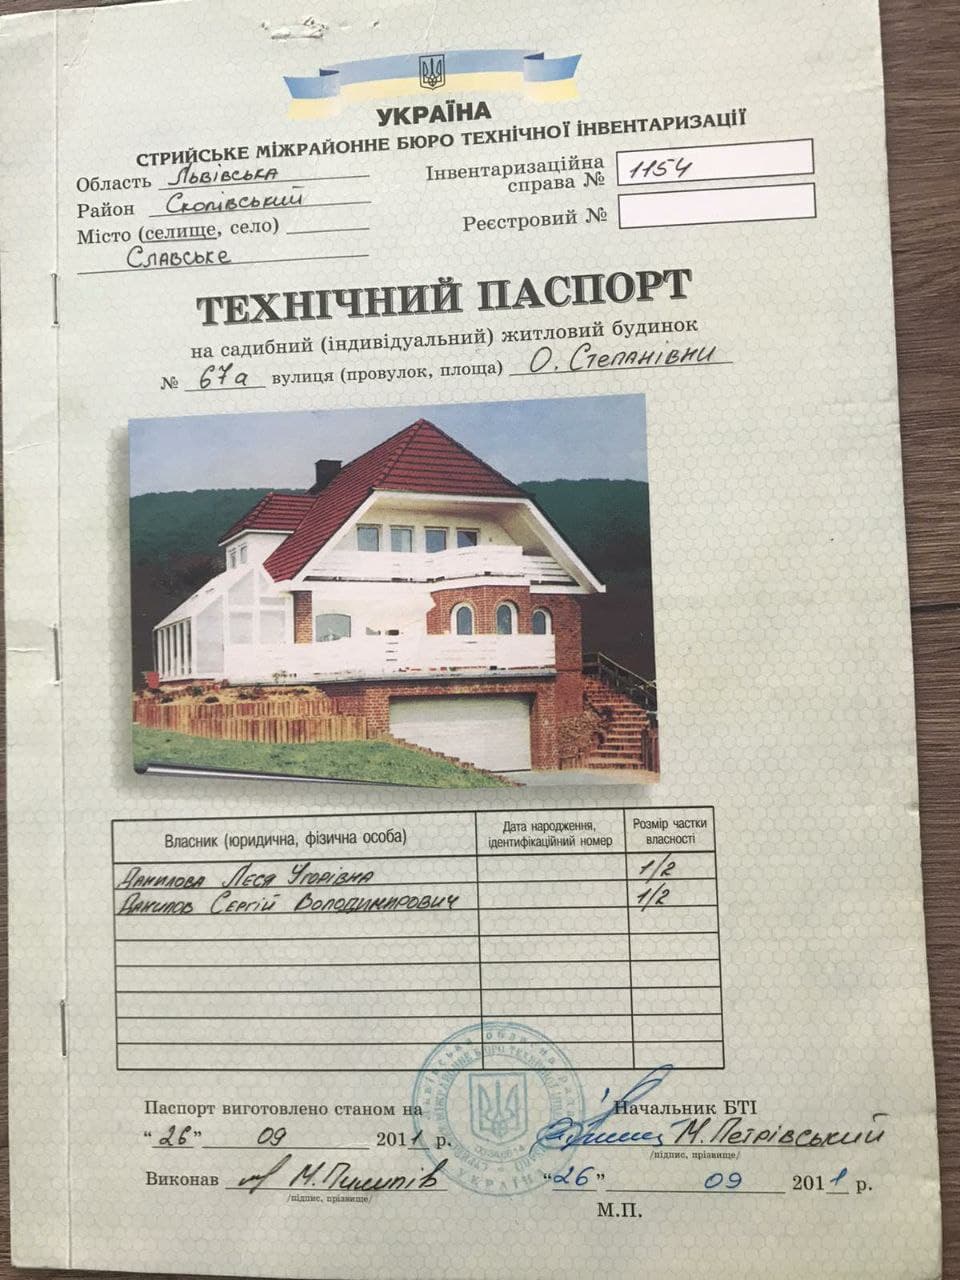 УКРАЇНА
СТРИЙСЬКЕ МІЖРАЙОННЕ БЮРО ТЕХНІЧНОЇ ІНВЕНТАРИЗАЦІЇ
Область Львівська
Район Сколівський
Місто (селище, село)
Славське
Інвентаризаційна справа № 1154
Реєстровий №
ТЕХНІЧНИЙ ПАСПОРТ
на садибний (індивідуальний) житловий будинок
№ 67а вулиця (провулок, площа) О. Степанівни
Власник (юридична, фізична особа) Дата народження, ідентифікаційний номер Розмір частки власності
Данилова Леся Угорівна 1/2
Данилов Сергій Володимирович 1/2
Паспорт виготовлено станом на
"26" 09 2011 р.
Виконав М. Пилипів
/підпис, прізвище/
Начальник БТІ
М. Петрівський
/підпис, прізвище/
"26" 09 2011 р.
М.П.
УКРАЇНА